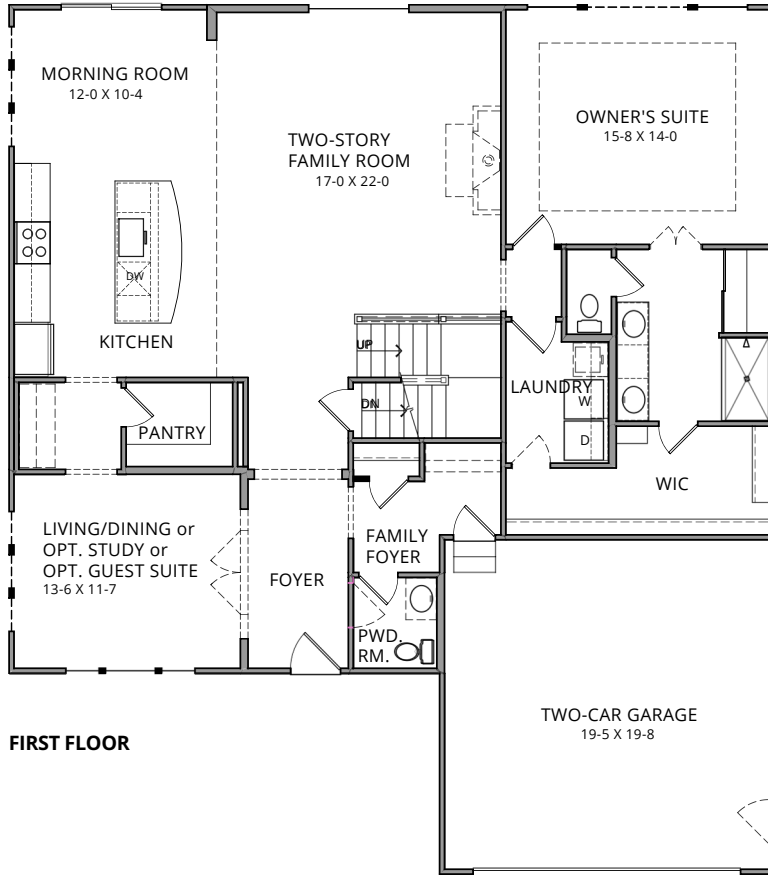 MORNING ROOM
12-0 X 10-4
OWNER'S SUITE
15-8 X 14-0
TWO-STORY
FAMILY ROOM
17-0 X 22-0
DW
KITCHEN
UP
LAUNDRY
W
DN
PANTRY
D
WIC
LIVING/DINING or
OPT. STUDY or
OPT. GUEST SUITE
13-6 X 11-7
FAMILY
FOYER
FOYER
PWD.
RM.
TWO-CAR GARAGE
19-5 X 19-8
FIRST FLOOR